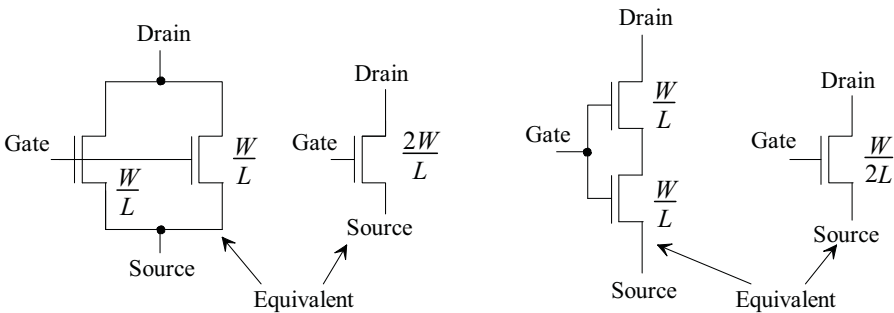 Drain
Gate
W/L
W/L
Source
Drain
Gate
2W/L
Source
Equivalent
Drain
Gate
W/L
W/L
Source
Drain
Gate
W/2L
Source
Equivalent